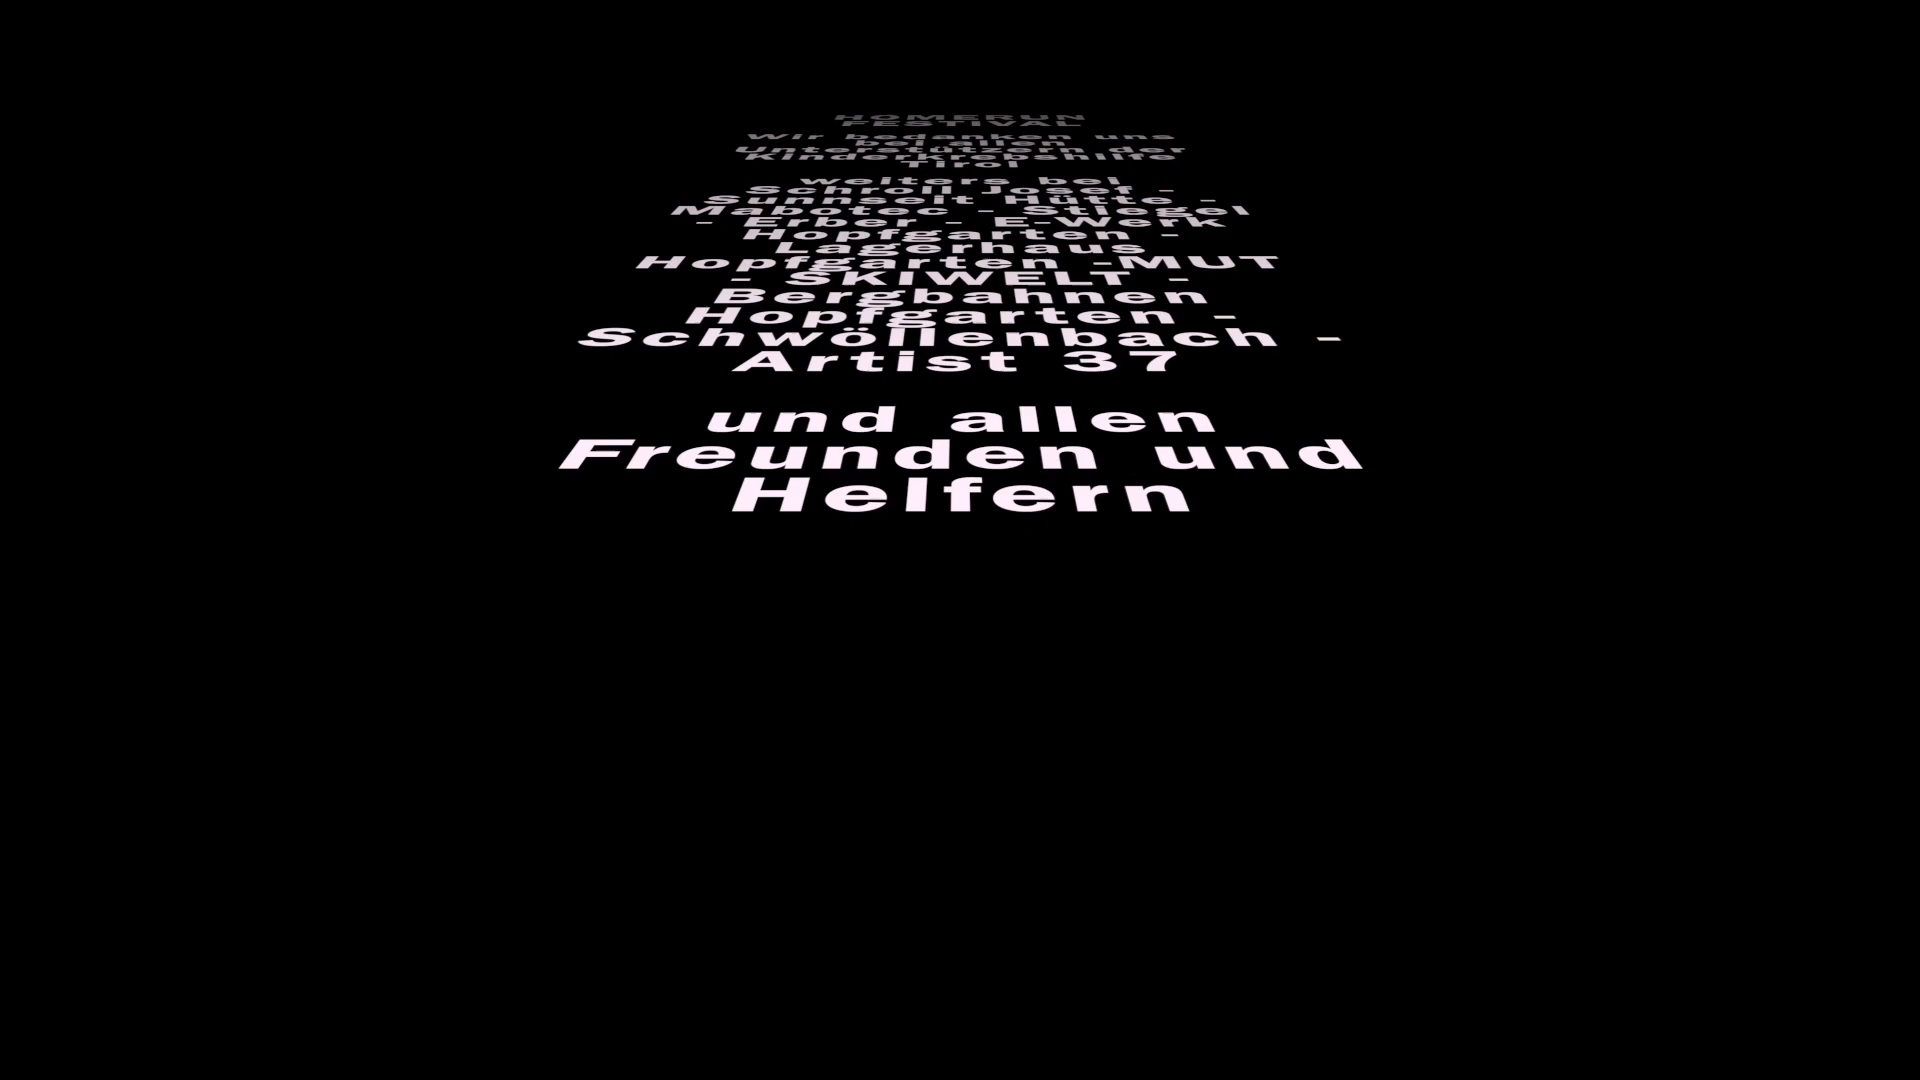 HOMERUN
FESTIVAL
Wir bedanken uns
bei allen
Unterstützern der
Kinderkrebshilfe
Tirol
weiters bei
Schroll Josef -
Sunnseit Hütte -
Mabotec - Stiegel
- Erber - E-Werk
Hopfgarten -
Lagerhaus
Hopfgarten -MUT
- SKIWELT -
Bergbahnen
Hopfgarten -
Schwöllenbach -
Artist 37
und allen
Freunden und
Helfern